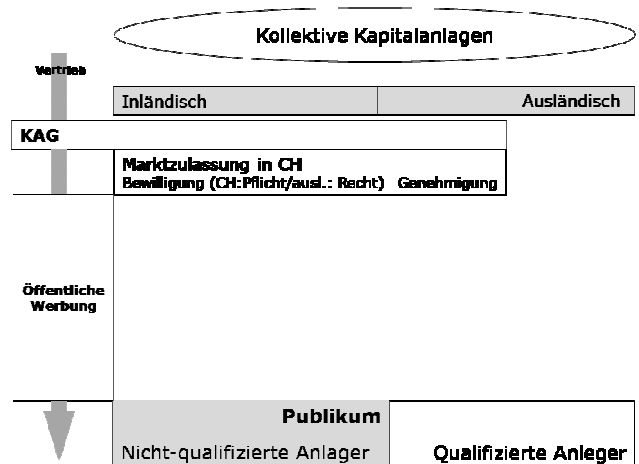 Kollektive Kapitalanlagen
Vertrieb
Inländisch Ausländisch
KAG
Marktzulassung in CH
Bewilligung (CH:Pflicht/ausl.: Recht) Genehmigung
Öffentliche
Werbung
Publikum
Nicht-qualifizierte Anlager Qualifizierte Anleger